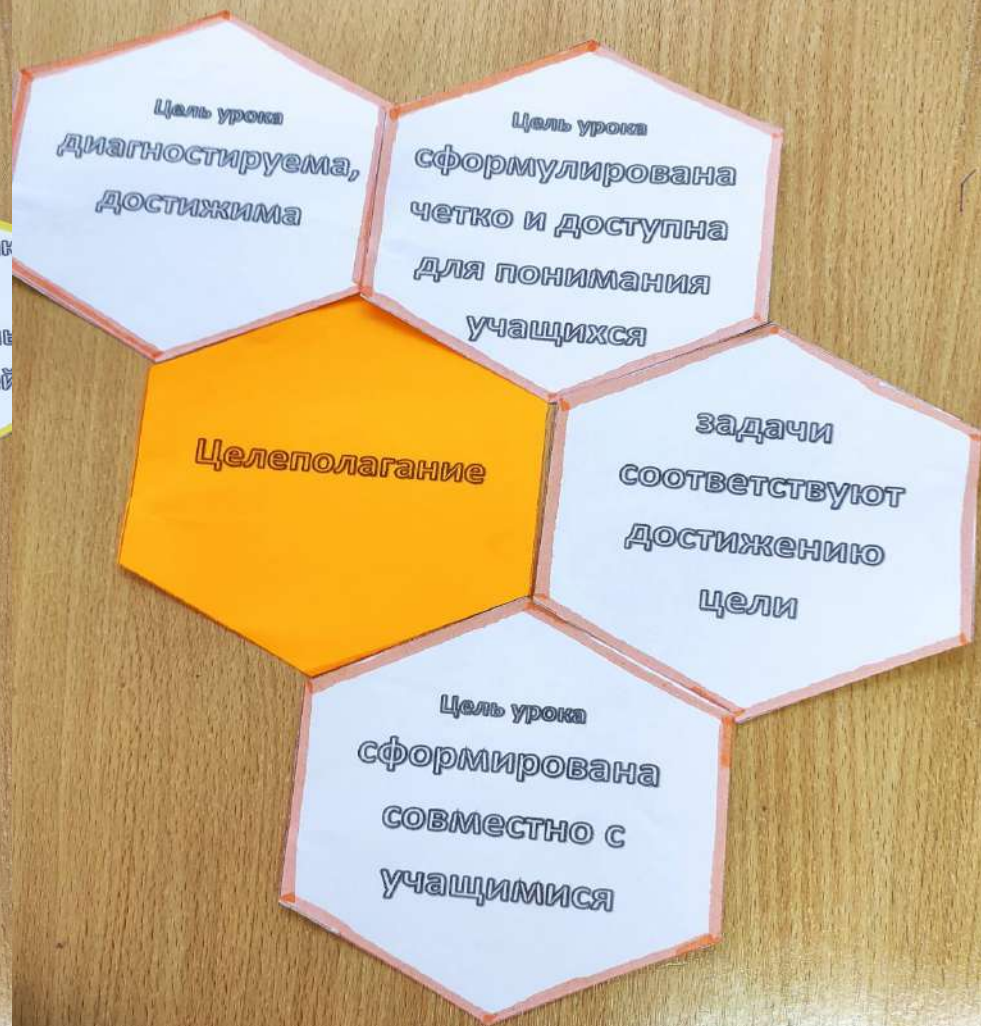 Цель урока
диагностируема,
достижима
Цель урока
сформулирована
четко и доступна
для понимания
учащихся
Целеполагание
задачи
соответствуют
достижению
цели
Цель урока
сформирована
совместно с
учащимися